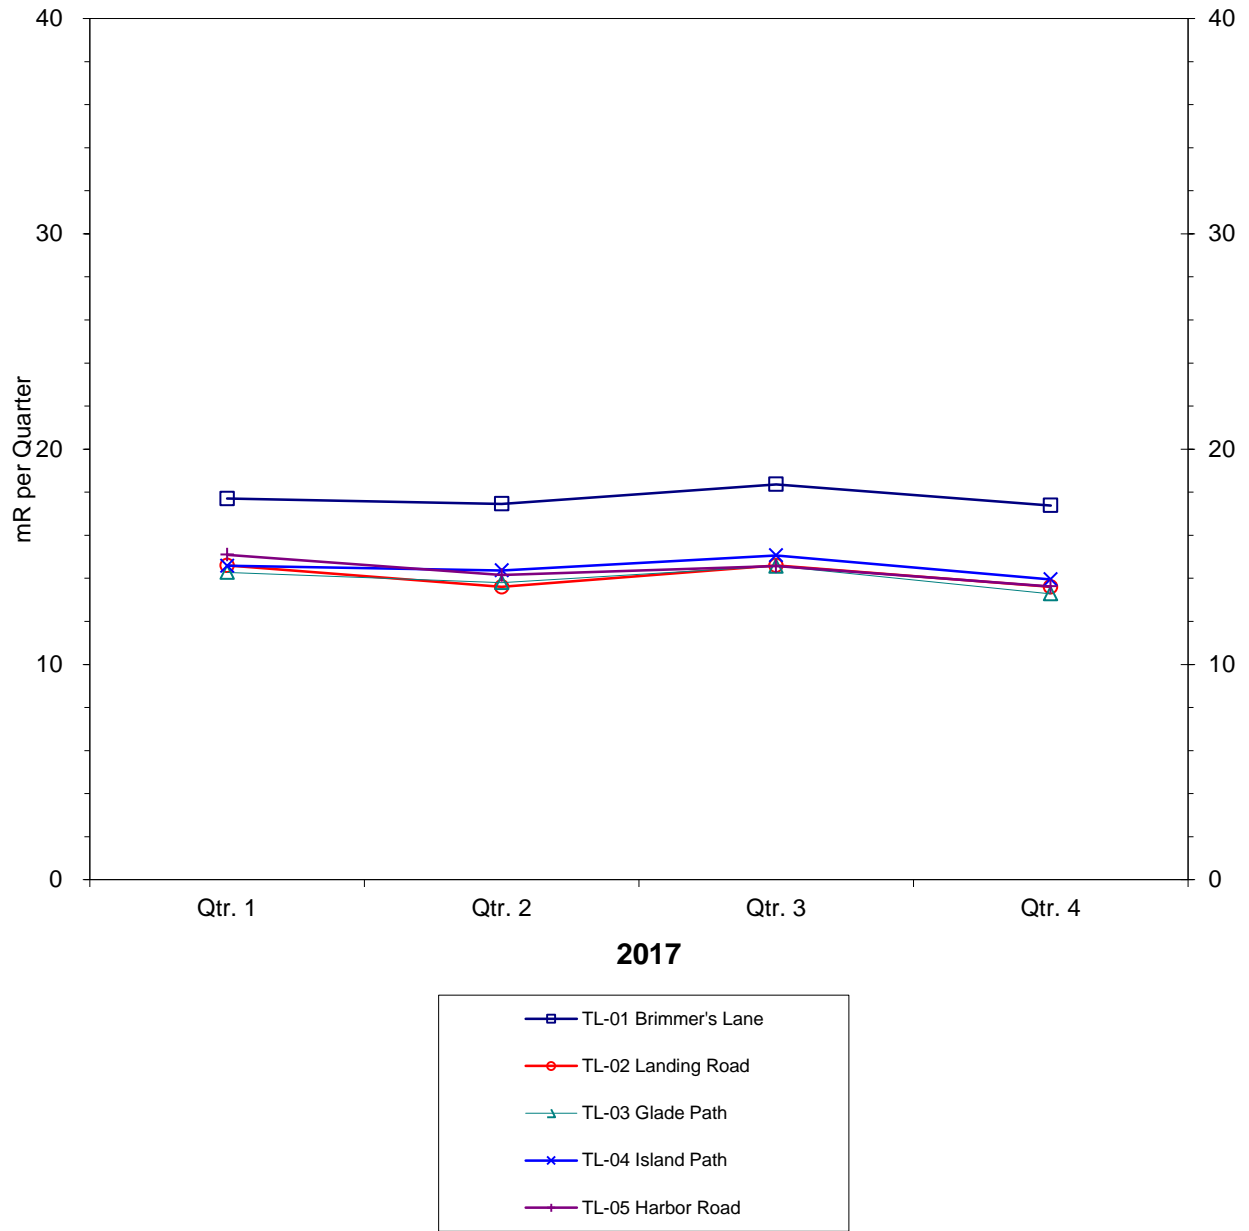 40 40
30 30
mR per Quarter
20 20
10 10
0 0
Qtr. 1 Qtr. 2 Qtr. 3 Qtr. 4
2017
TL-01 Brimmer's Lane
TL-02 Landing Road
TL-03 Glade Path
TL-04 Island Path
TL-05 Harbor Road